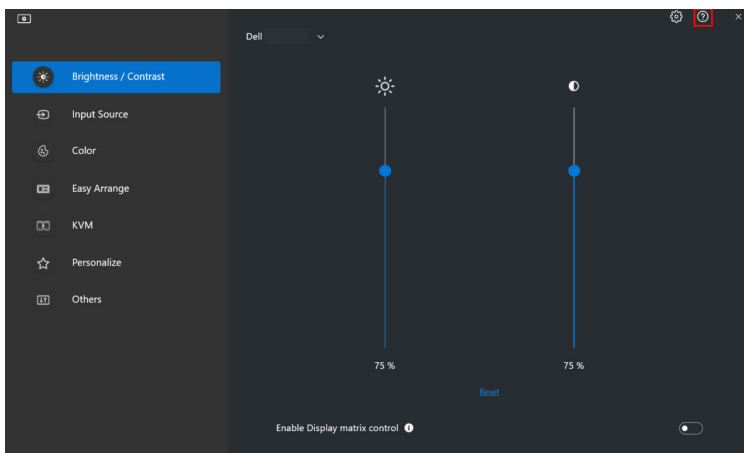 Dell
Brightness / Contrast
Input Source
Color
Easy Arrange
KVM
Personalize
Others
75 %
75 %
Reset
Enable Display matrix control